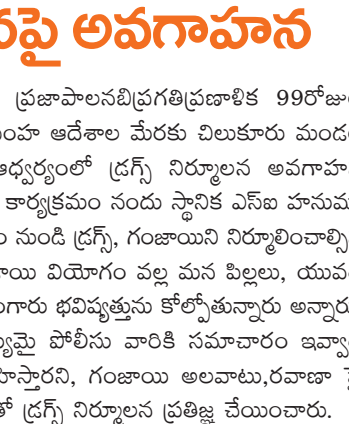 నపై అవగాహన
ప్రజాపాలనబిప్రగతిప్రణాళిక 99రోజుల
ంహ ఆదేశాల మేరకు చిలుకూరు మండ
ఆధ్వర్యంలో డ్రగ్స్ నిర్మూలన అవగాహ
కార్యక్రమం నందు స్థానిక ఎస్ఐ హనుమ
ం నుండి డ్రగ్స్, గంజాయిని నిర్మూలించాల్సి
ాయి వియోగం వల్ల మన పిల్లలు, యువ
ంగారు భవిష్యత్తును కోల్పోతున్నారు అన్నారు
్యమై పోలీసు వారికి సమాచారం ఇవ్వా
హిస్తారని, గంజాయి అలవాటు,రవాణా
తో డ్రగ్స్ నిర్మూలన ప్రతిజ్ఞ చేయించారు.